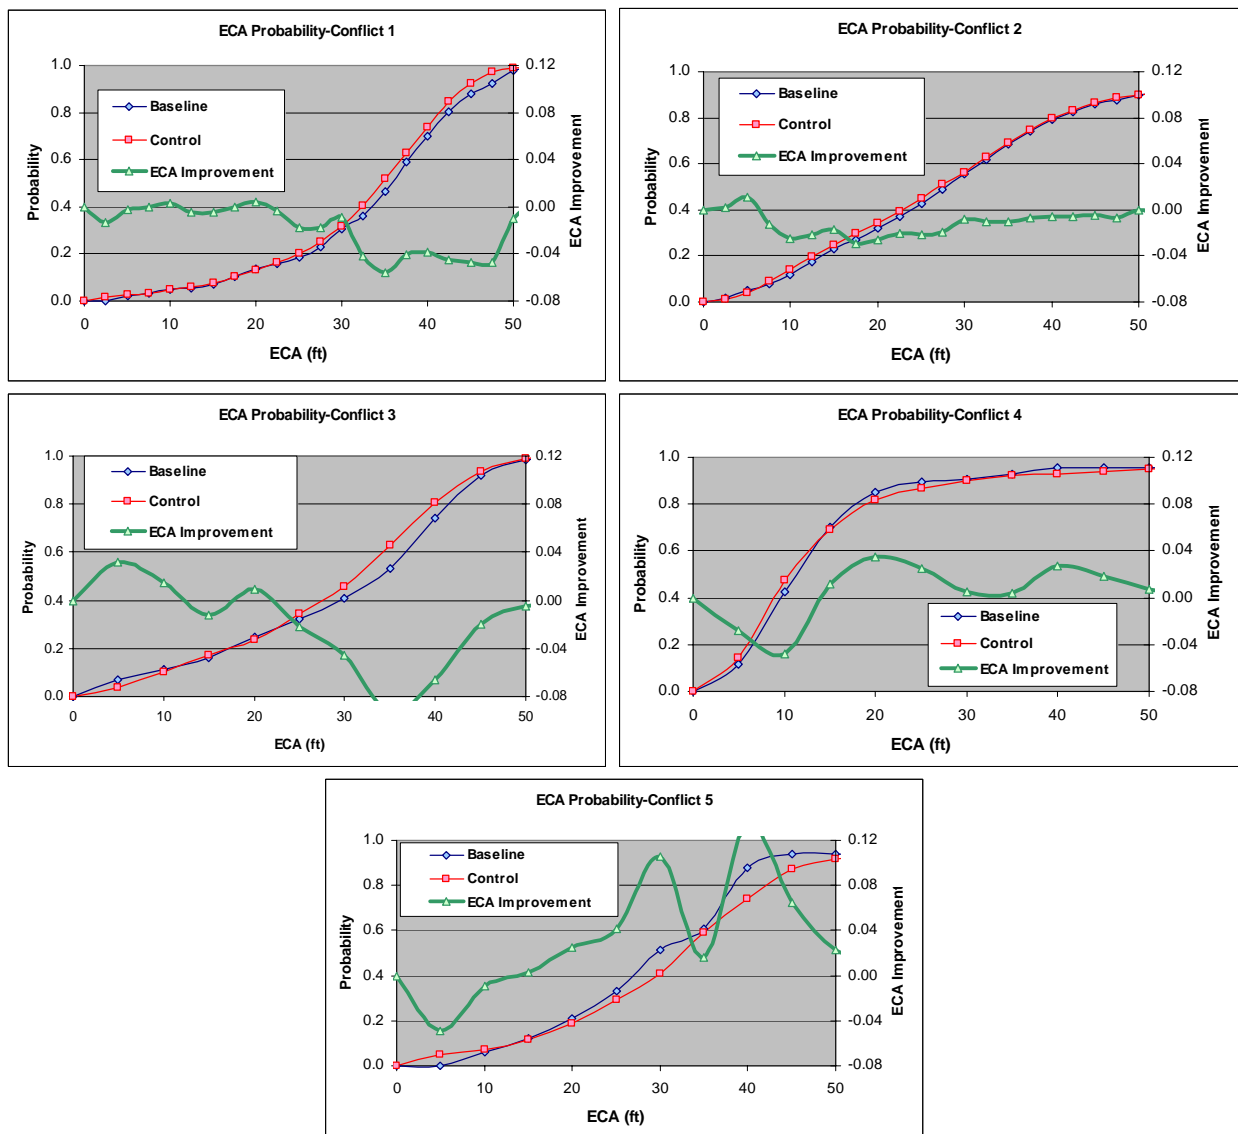 ECA Probability-Conflict 1
Probability
1.0
0.8
0.6
0.4
0.2
0.0
Baseline
Control
ECA Improvement
0.12
0.08
0.04
0.00
-0.04
-0.08
ECA Improvement
0
10
20
30
40
50
ECA (ft)
ECA Probability-Conflict 2
Probability
1.0
0.8
0.6
0.4
0.2
0.0
Baseline
Control
ECA Improvement
0.12
0.08
0.04
0.00
-0.04
-0.08
ECA Improvement
0
10
20
30
40
50
ECA (ft)
ECA Probability-Conflict 3
Probability
1.0
0.8
0.6
0.4
0.2
0.0
Baseline
Control
ECA Improvement
0.12
0.08
0.04
0.00
-0.04
-0.08
ECA Improvement
0
10
20
30
40
50
ECA (ft)
ECA Probability-Conflict 4
Probability
1.0
0.8
0.6
0.4
0.2
0.0
Baseline
Control
ECA Improvement
0.12
0.08
0.04
0.00
-0.04
-0.08
ECA Improvement
0
10
20
30
40
50
ECA (ft)
ECA Probability-Conflict 5
Probability
1.0
0.8
0.6
0.4
0.2
0.0
Baseline
Control
ECA Improvement
0.12
0.08
0.04
0.00
-0.04
-0.08
ECA Improvement
0
10
20
30
40
50
ECA (ft)